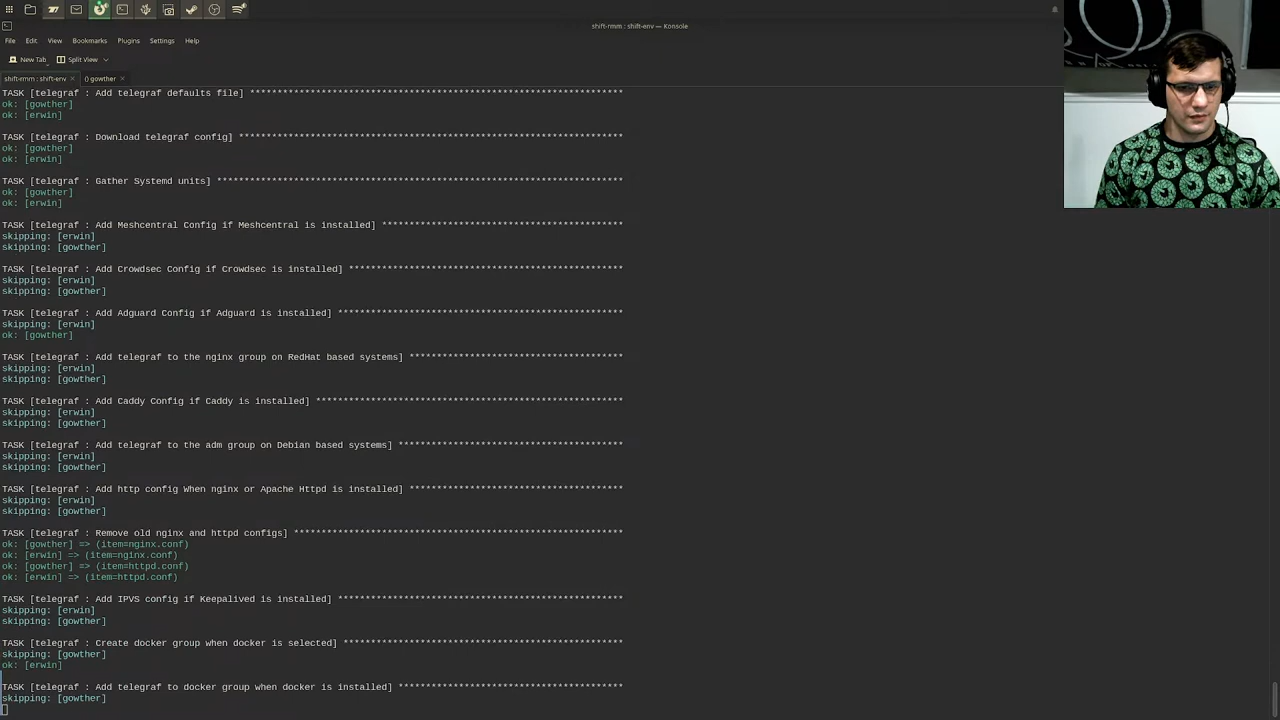 shift-rmm : shift-env — Konsole
File Edit View Bookmarks Plugins Settings Help
New Tab Split View
shift-rmm : shift-env () gowther
TASK [telegraf : Add telegraf defaults file] ********************************************************************
ok: [gowther]
ok: [erwin]
TASK [telegraf : Download telegraf config] **********************************************************************
ok: [gowther]
ok: [erwin]
TASK [telegraf : Gather Systemd units] **************************************************************************
ok: [gowther]
ok: [erwin]
TASK [telegraf : Add Meshcentral Config if Meshcentral is installed] ********************************************
skipping: [erwin]
skipping: [gowther]
TASK [telegraf : Add Crowdsec Config if Crowdsec is installed] **************************************************
skipping: [erwin]
skipping: [gowther]
TASK [telegraf : Add Adguard Config if Adguard is installed] ****************************************************
skipping: [erwin]
ok: [gowther]
TASK [telegraf : Add telegraf to the nginx group on RedHat based systems] ***************************************
skipping: [erwin]
skipping: [gowther]
TASK [telegraf : Add Caddy Config if Caddy is installed] ********************************************************
skipping: [erwin]
skipping: [gowther]
TASK [telegraf : Add telegraf to the adm group on Debian based systems] *****************************************
skipping: [erwin]
skipping: [gowther]
TASK [telegraf : Add http config When nginx or Apache Httpd is installed] ***************************************
skipping: [erwin]
skipping: [gowther]
TASK [telegraf : Remove old nginx and httpd configs] ************************************************************
ok: [gowther] => (item=nginx.conf)
ok: [erwin] => (item=nginx.conf)
ok: [gowther] => (item=httpd.conf)
ok: [erwin] => (item=httpd.conf)
TASK [telegraf : Add IPVS config if Keepalived is installed] ****************************************************
skipping: [erwin]
skipping: [gowther]
TASK [telegraf : Create docker group when docker is selected] ***************************************************
skipping: [gowther]
ok: [erwin]
TASK [telegraf : Add telegraf to docker group when docker is installed] *****************************************
skipping: [gowther]